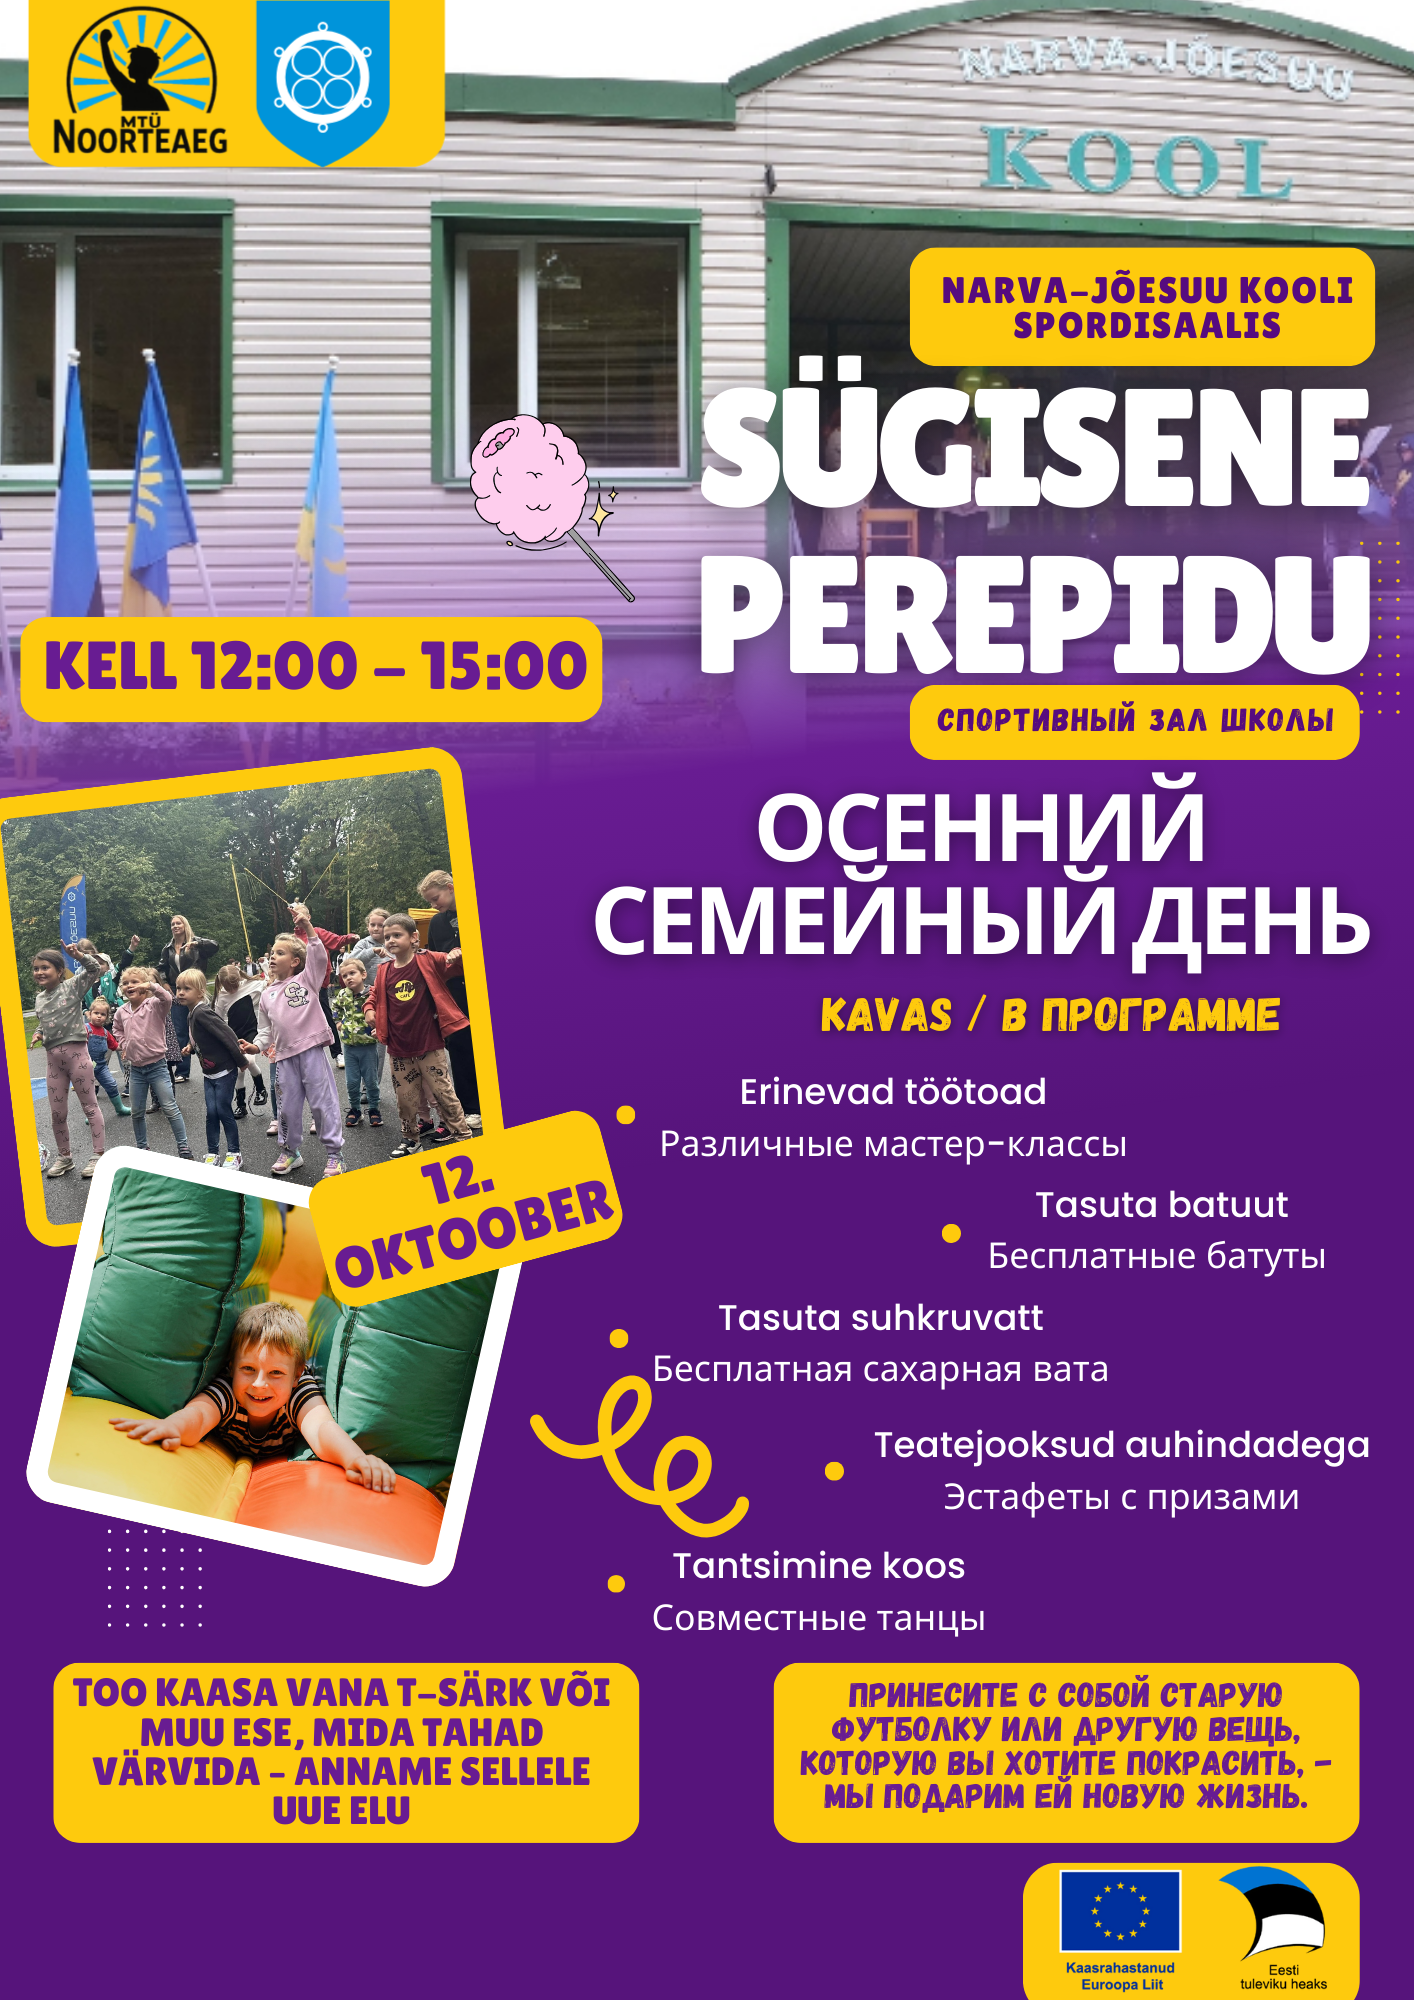 MTÜ
NOORTEAEG
NARVA-JÕESUU
KOOL
NARVA-JÕESUU KOOLI
SPORDISAALIS
SÜGISENE
PEREPIDU
KELL 12:00 - 15:00
СПОРТИВНЫЙ ЗАЛ ШКОЛЫ
ОСЕННИЙ
СЕМЕЙНЫЙ ДЕНЬ
KAVAS / В ПРОГРАММЕ
Erinevad töötoad
Различные мастер-классы
12.
OKTOOBER
Tasuta batuut
Бесплатные батуты
Tasuta suhkruvatt
Бесплатная сахарная вата
Teatejooksud auhindadega
Эстафеты с призами
Tantsimine koos
Совместные танцы
TOO KAASA VANA T-SÄRK VÕI
MUU ESE, MIDA TAHAD
VÄRVIDA - ANNAME SELLELE
UUE ELU
ПРИНЕСИТЕ С СОБОЙ СТАРУЮ
ФУТБОЛКУ ИЛИ ДРУГУЮ ВЕЩЬ,
КОТОРУЮ ВЫ ХОТИТЕ ПОКРАСИТЬ, -
МЫ ПОДАРИМ ЕЙ НОВУЮ ЖИЗНЬ.
Kaasrahastanud
Euroopa Liit
Eesti
tuleviku heaks